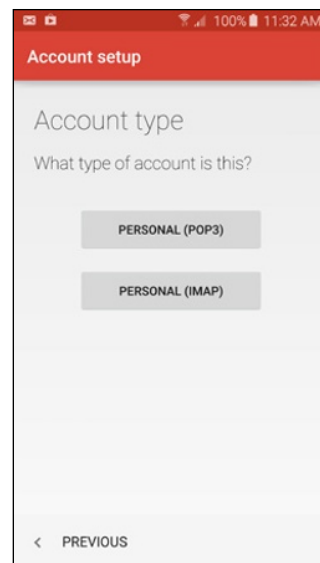 100% 11:32 AM
Account setup
Account type
What type of account is this?
PERSONAL (POP3)
PERSONAL (IMAP)
< PREVIOUS